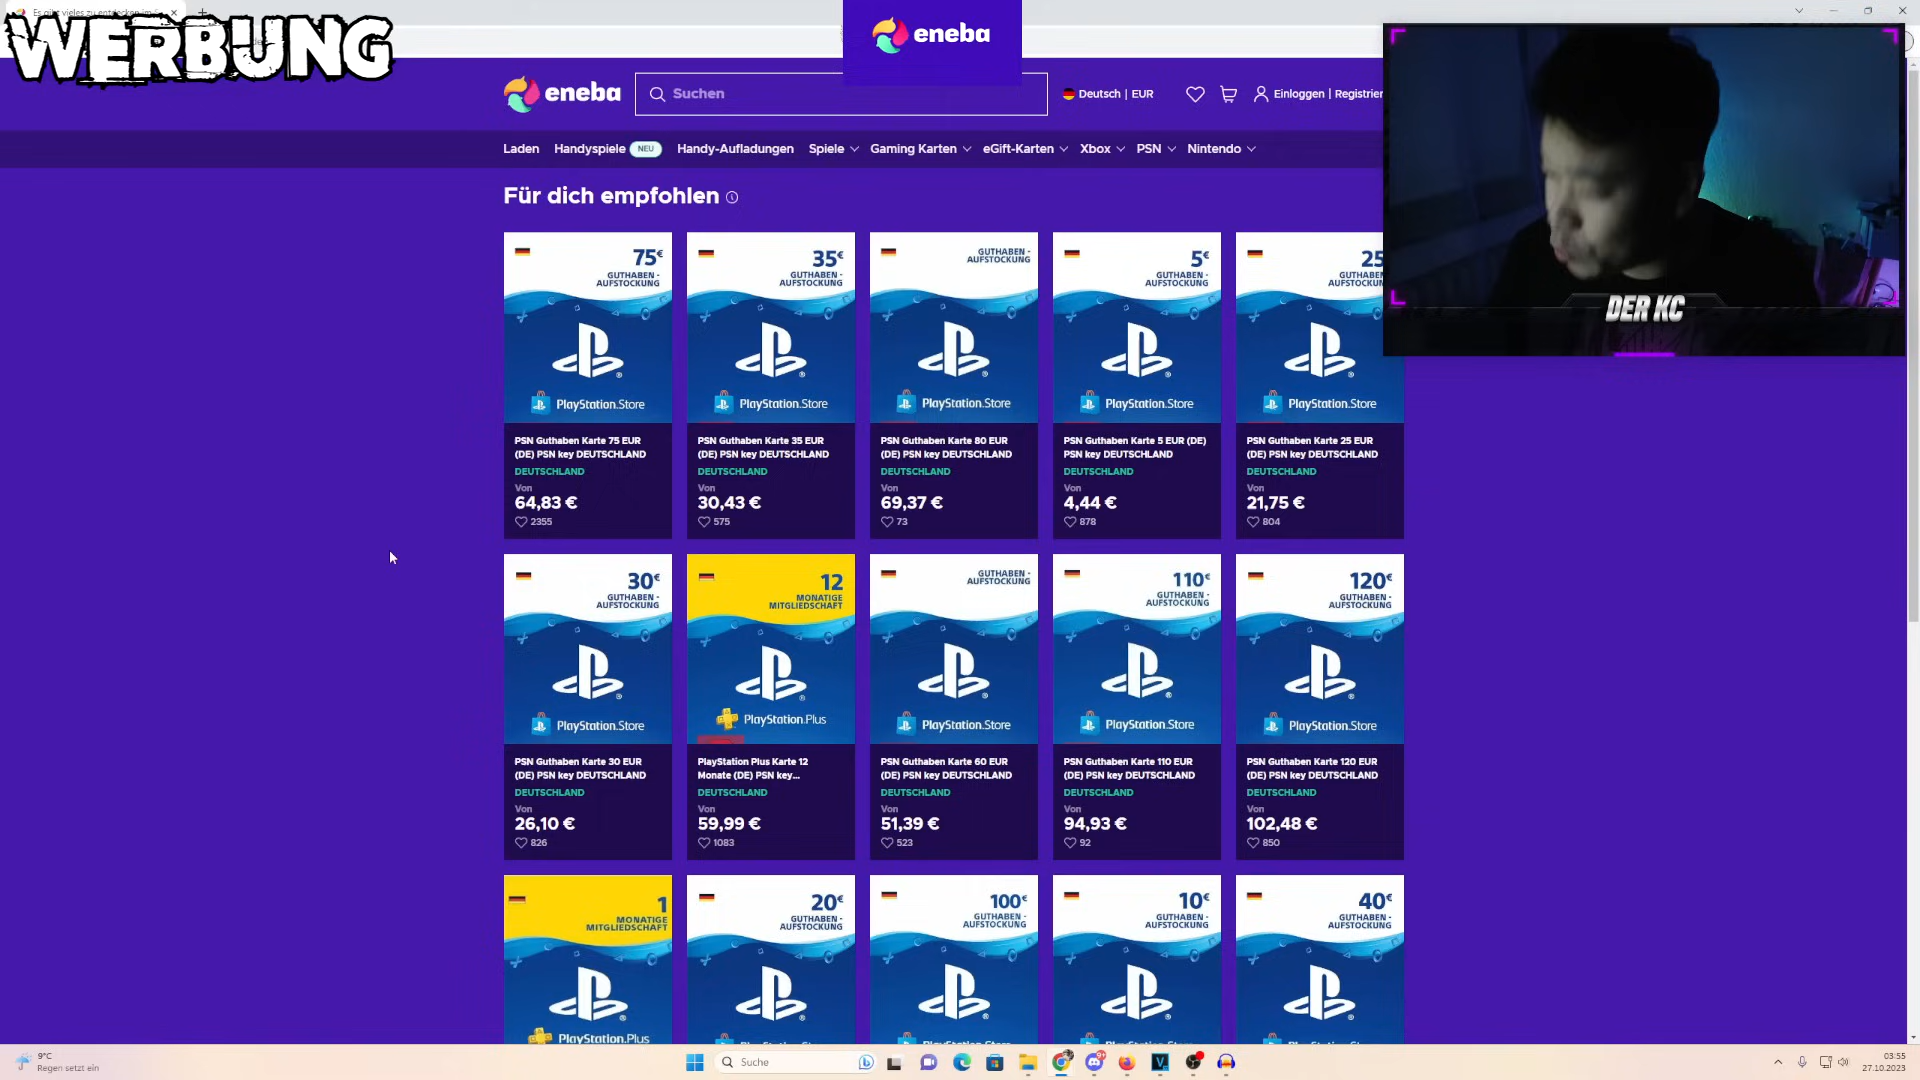 Es gibt vieles zu entdecken im
WERBUNG
eneba
eneba
Suchen
Deutsch | EUR
Einloggen | Registrier
Laden
Handyspiele NEU
Handy-Aufladungen
Spiele
Gaming Karten
eGift-Karten
Xbox
PSN
Nintendo
Für dich empfohlen
DER KC
75€
GUTHABEN-
AUFSTOCKUNG
PlayStation.Store
PSN Guthaben Karte 75 EUR
(DE) PSN key DEUTSCHLAND
DEUTSCHLAND
Von
64,83 €
2355
35€
GUTHABEN-
AUFSTOCKUNG
PlayStation.Store
PSN Guthaben Karte 35 EUR
(DE) PSN key DEUTSCHLAND
DEUTSCHLAND
Von
30,43 €
575
GUTHABEN-
AUFSTOCKUNG
PlayStation.Store
PSN Guthaben Karte 80 EUR
(DE) PSN key DEUTSCHLAND
DEUTSCHLAND
Von
69,37 €
73
5€
GUTHABEN-
AUFSTOCKUNG
PlayStation.Store
PSN Guthaben Karte 5 EUR (DE)
PSN key DEUTSCHLAND
DEUTSCHLAND
Von
4,44 €
878
25
GUTHABEN
AUFSTOCKUN
PlayStation.Store
PSN Guthaben Karte 25 EUR
(DE) PSN key DEUTSCHLAND
DEUTSCHLAND
Von
21,75 €
804
30€
GUTHABEN-
AUFSTOCKUNG
PlayStation.Store
PSN Guthaben Karte 30 EUR
(DE) PSN key DEUTSCHLAND
DEUTSCHLAND
Von
26,10 €
826
12
MONATIGE
MITGLIEDSCHAFT
PlayStation.Plus
PlayStation Plus Karte 12
Monate (DE) PSN key...
DEUTSCHLAND
Von
59,99 €
1083
GUTHABEN-
AUFSTOCKUNG
PlayStation.Store
PSN Guthaben Karte 60 EUR
(DE) PSN key DEUTSCHLAND
DEUTSCHLAND
Von
51,39 €
523
110€
GUTHABEN-
AUFSTOCKUNG
PlayStation.Store
PSN Guthaben Karte 110 EUR
(DE) PSN key DEUTSCHLAND
DEUTSCHLAND
Von
94,93 €
92
120€
GUTHABEN-
AUFSTOCKUNG
PlayStation.Store
PSN Guthaben Karte 120 EUR
(DE) PSN key DEUTSCHLAND
DEUTSCHLAND
Von
102,48 €
850
1
MONATIGE
MITGLIEDSCHAFT
PlayStation.Plus
20€
GUTHABEN-
AUFSTOCKUNG
100€
GUTHABEN-
AUFSTOCKUNG
10€
GUTHABEN-
AUFSTOCKUNG
40€
GUTHABEN-
AUFSTOCKUNG
9°C
Regen setzt ein
Suche
03:55
27.10.2023